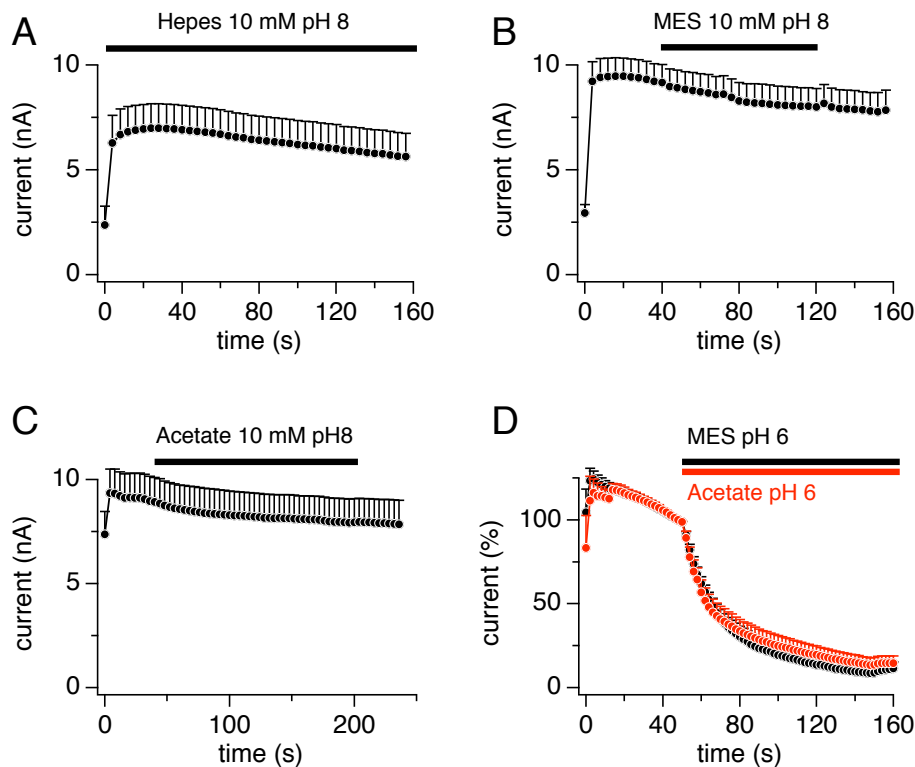 A
Hepes 10 mM pH 8
10
5
0
current (nA)
0 40 80 120 160
time (s)
B
MES 10 mM pH 8
10
5
0
current (nA)
0 40 80 120 160
time (s)
C
Acetate 10 mM pH8
10
5
0
current (nA)
0 100 200
time (s)
D
MES pH 6
Acetate pH 6
100
50
0
current (%)
0 40 80 120 160
time (s)